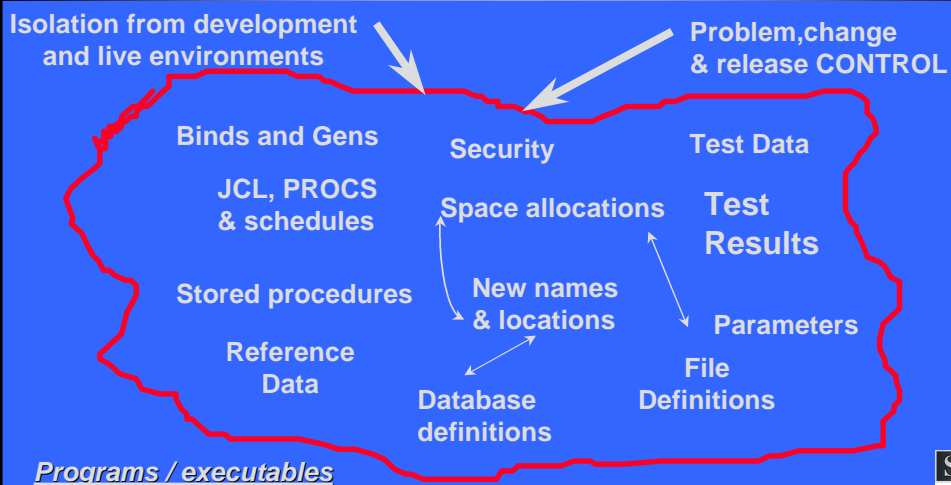 Isolation from development
and live environments
Problem,change
& release CONTROL
Binds and Gens
Security
Test Data
JCL, PROCS
& schedules
Space allocations
Test
Results
Stored procedures
New names
& locations
Parameters
Reference
Data
File
Definitions
Database
definitions
Programs / executables
S